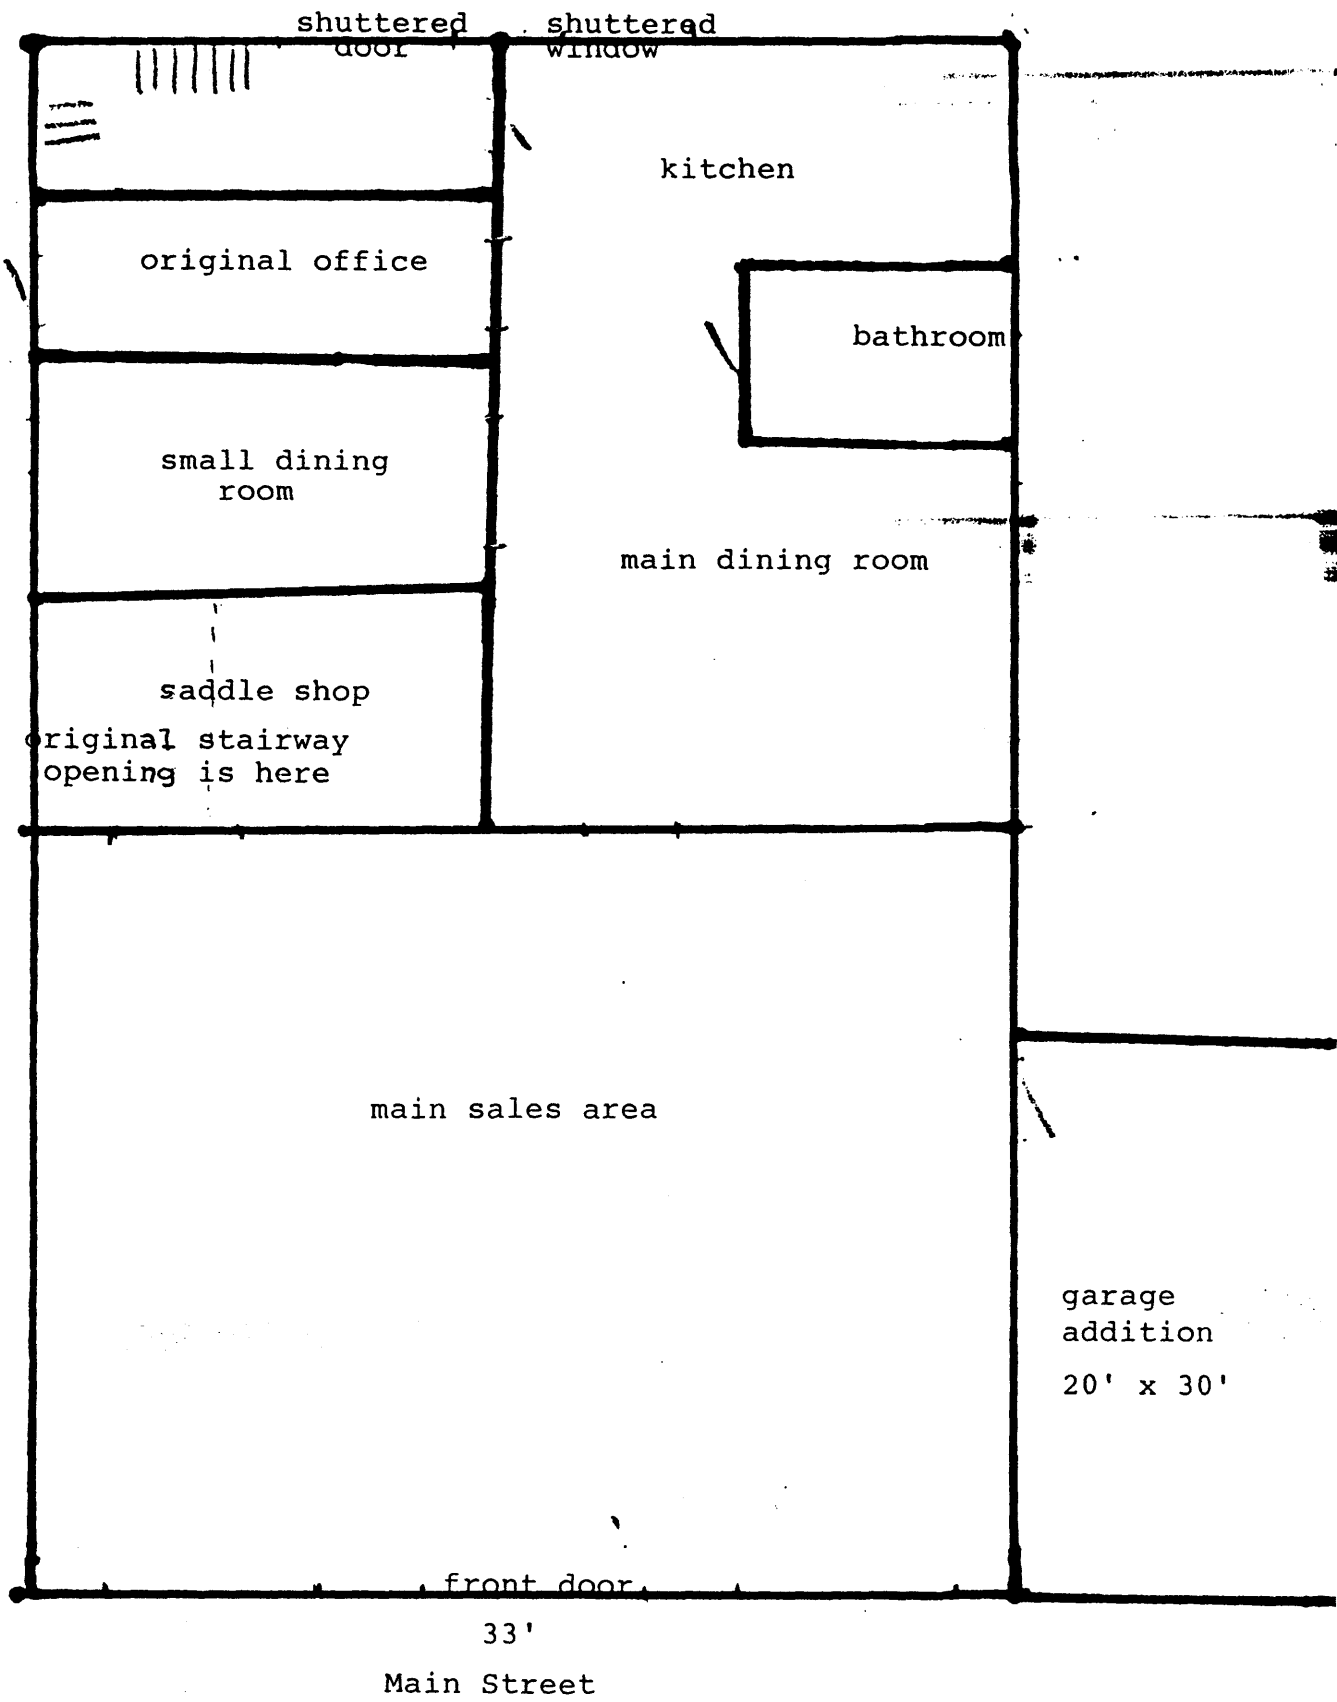 shuttered
door
shuttered
window
kitchen
original office
bathroom
small dining
room
main dining room
saddle shop
original stairway
opening is here
main sales area
garage
addition
20' x 30'
front door
33'
Main Street